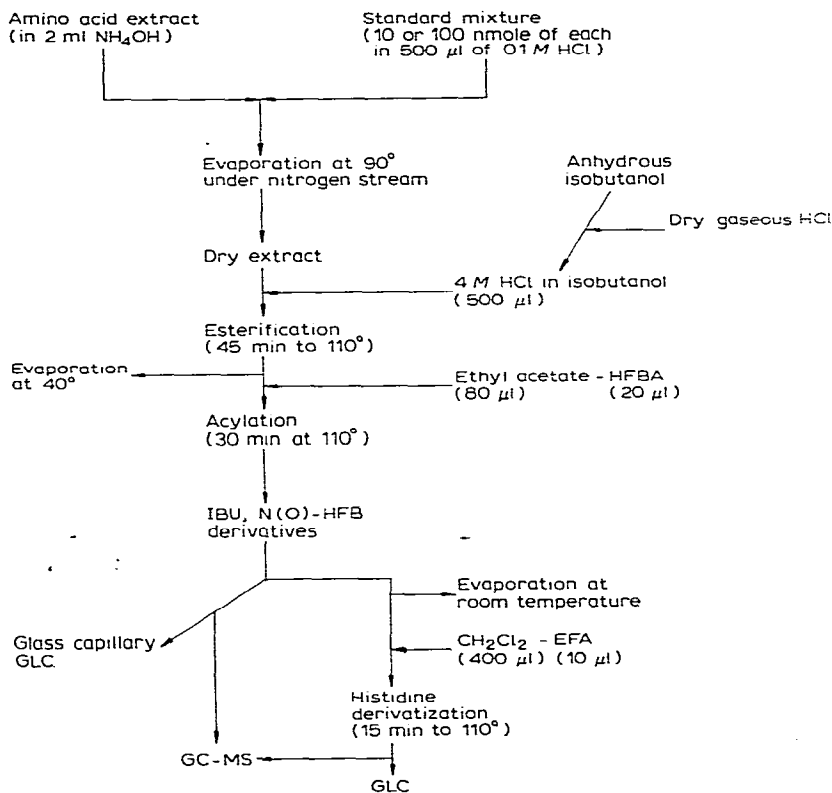 Amino acid extract
(in 2 ml NH₄OH)
Standard mixture
(10 or 100 nmole of each
in 500 μl of 01 M HCl)
Evaporation at 90°
under nitrogen stream
Anhydrous
isobutanol
Dry gaseous HCl
Dry extract
4 M HCl in isobutanol
(500 μl)
Esterification
(45 min to 110°)
Evaporation
at 40°
Ethyl acetate - HFBA
(80 μl) (20 μl)
Acylation
(30 min at 110°)
IBU, N(O)-HFB
derivatives
Evaporation at
room temperature
Glass capillary
GLC
CH₂Cl₂ - EFA
(400 μl) (10 μl)
Histidine
derivatization
(15 min to 110°)
GC-MS
GLC